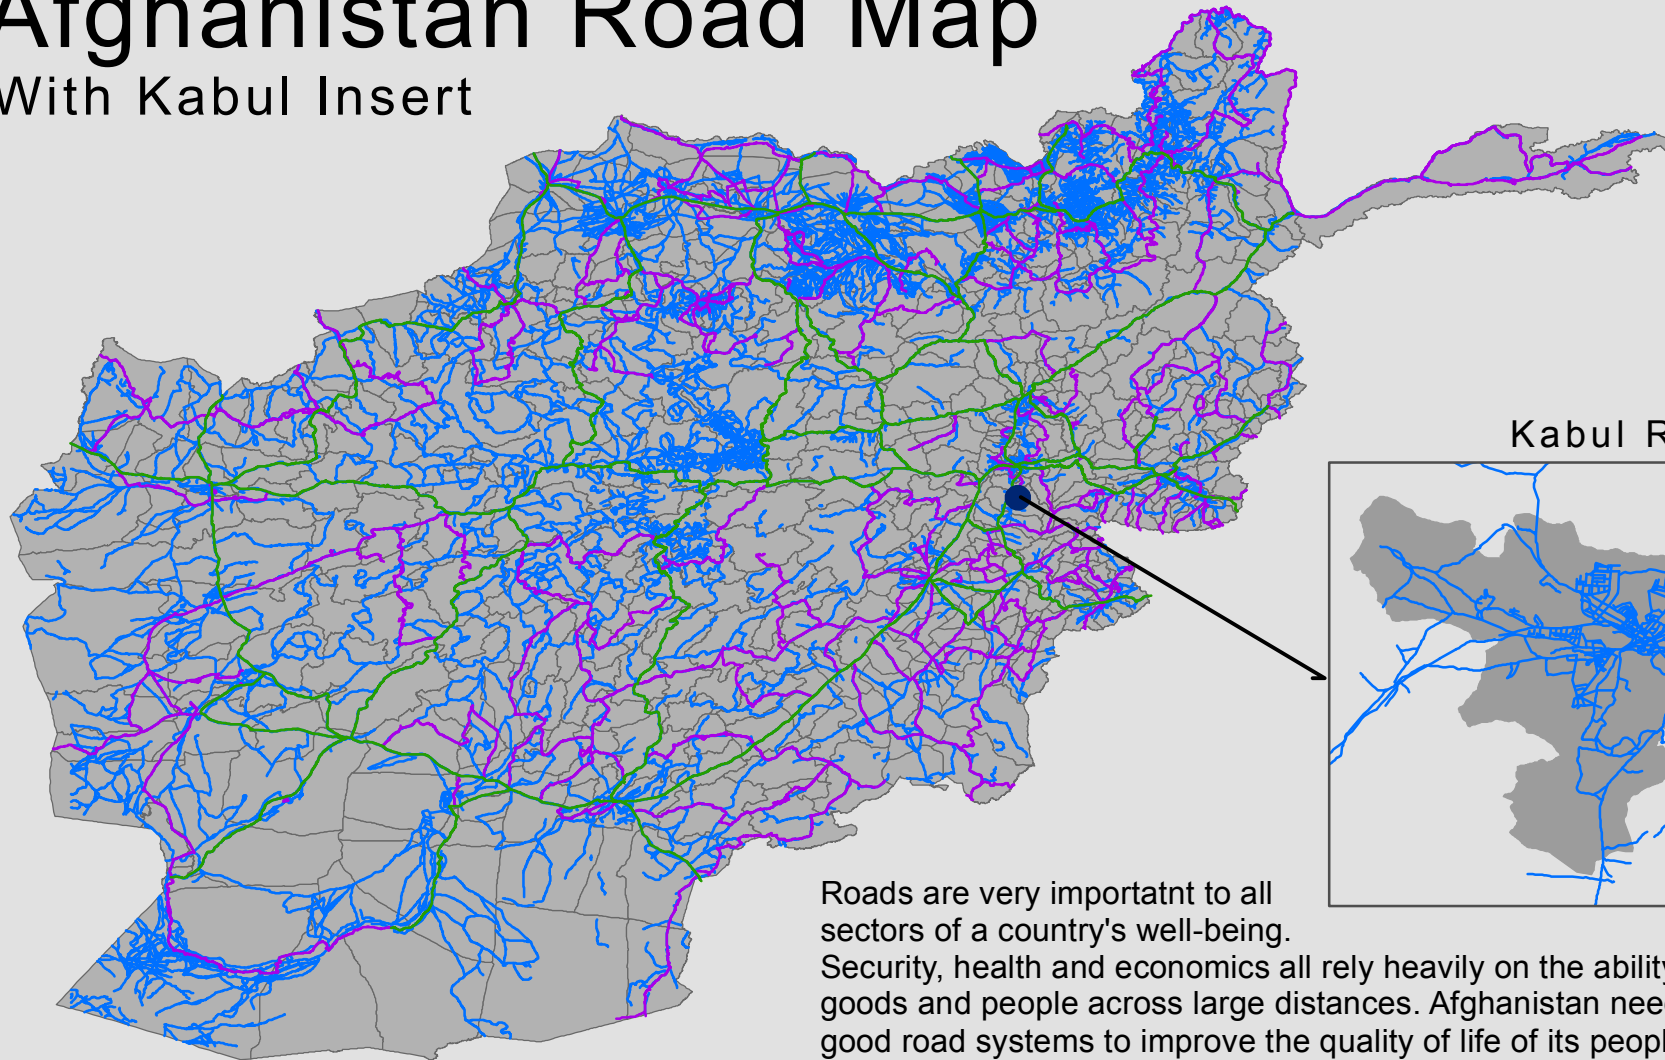 Afghanistan Road Map
With Kabul Insert
Kabul R
Roads are very importatnt to all
sectors of a country's well-being.
Security, health and economics all rely heavily on the ability
goods and people across large distances. Afghanistan nee
good road systems to improve the quality of life of its peopl